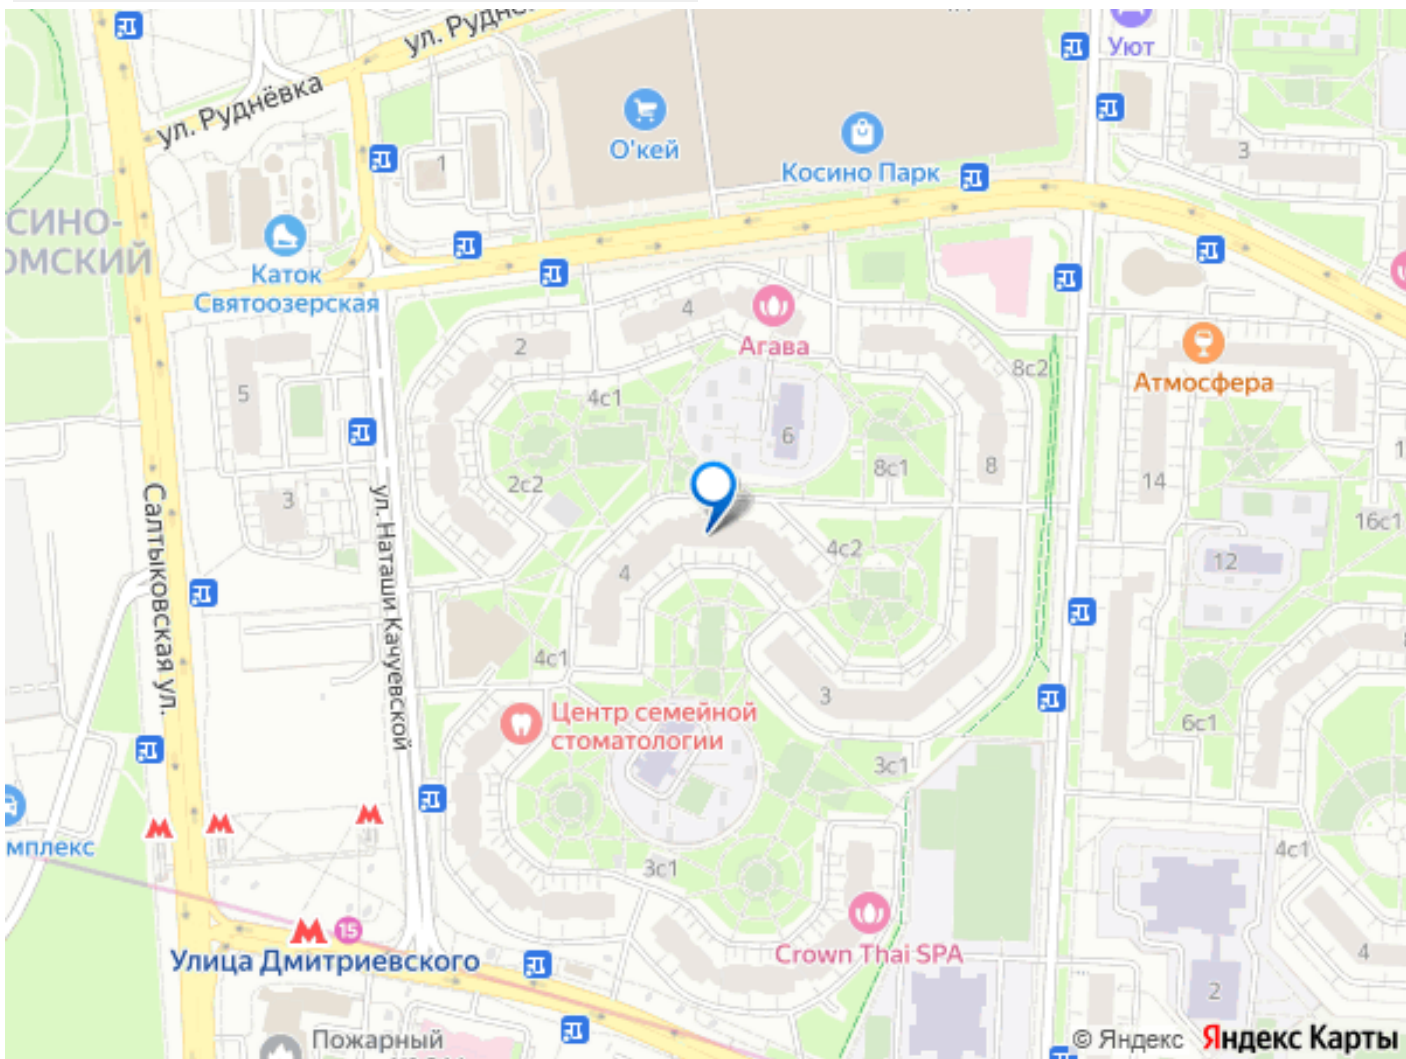 ул. Рудн
Уют
ул. Руднёвка
О'кей
Косино Парк
1
3
СИНО-
ОМСКИЙ
Каток
Святоозерская
4
Агава
2
8с2
Атмосфера
5
4с1
6
8с1
8
14
2с2
3
16с1
4с2
12
4
Салтыковская ул.
ул. Наташи Качуевской
4с1
3
6с1
Центр семейной
стоматологии
3с1
мплекс
3с1
4с1
15
Улица Дмитриевского
Crown Thai SPA
4
2
Пожарный
© Яндекс Яндекс Карты